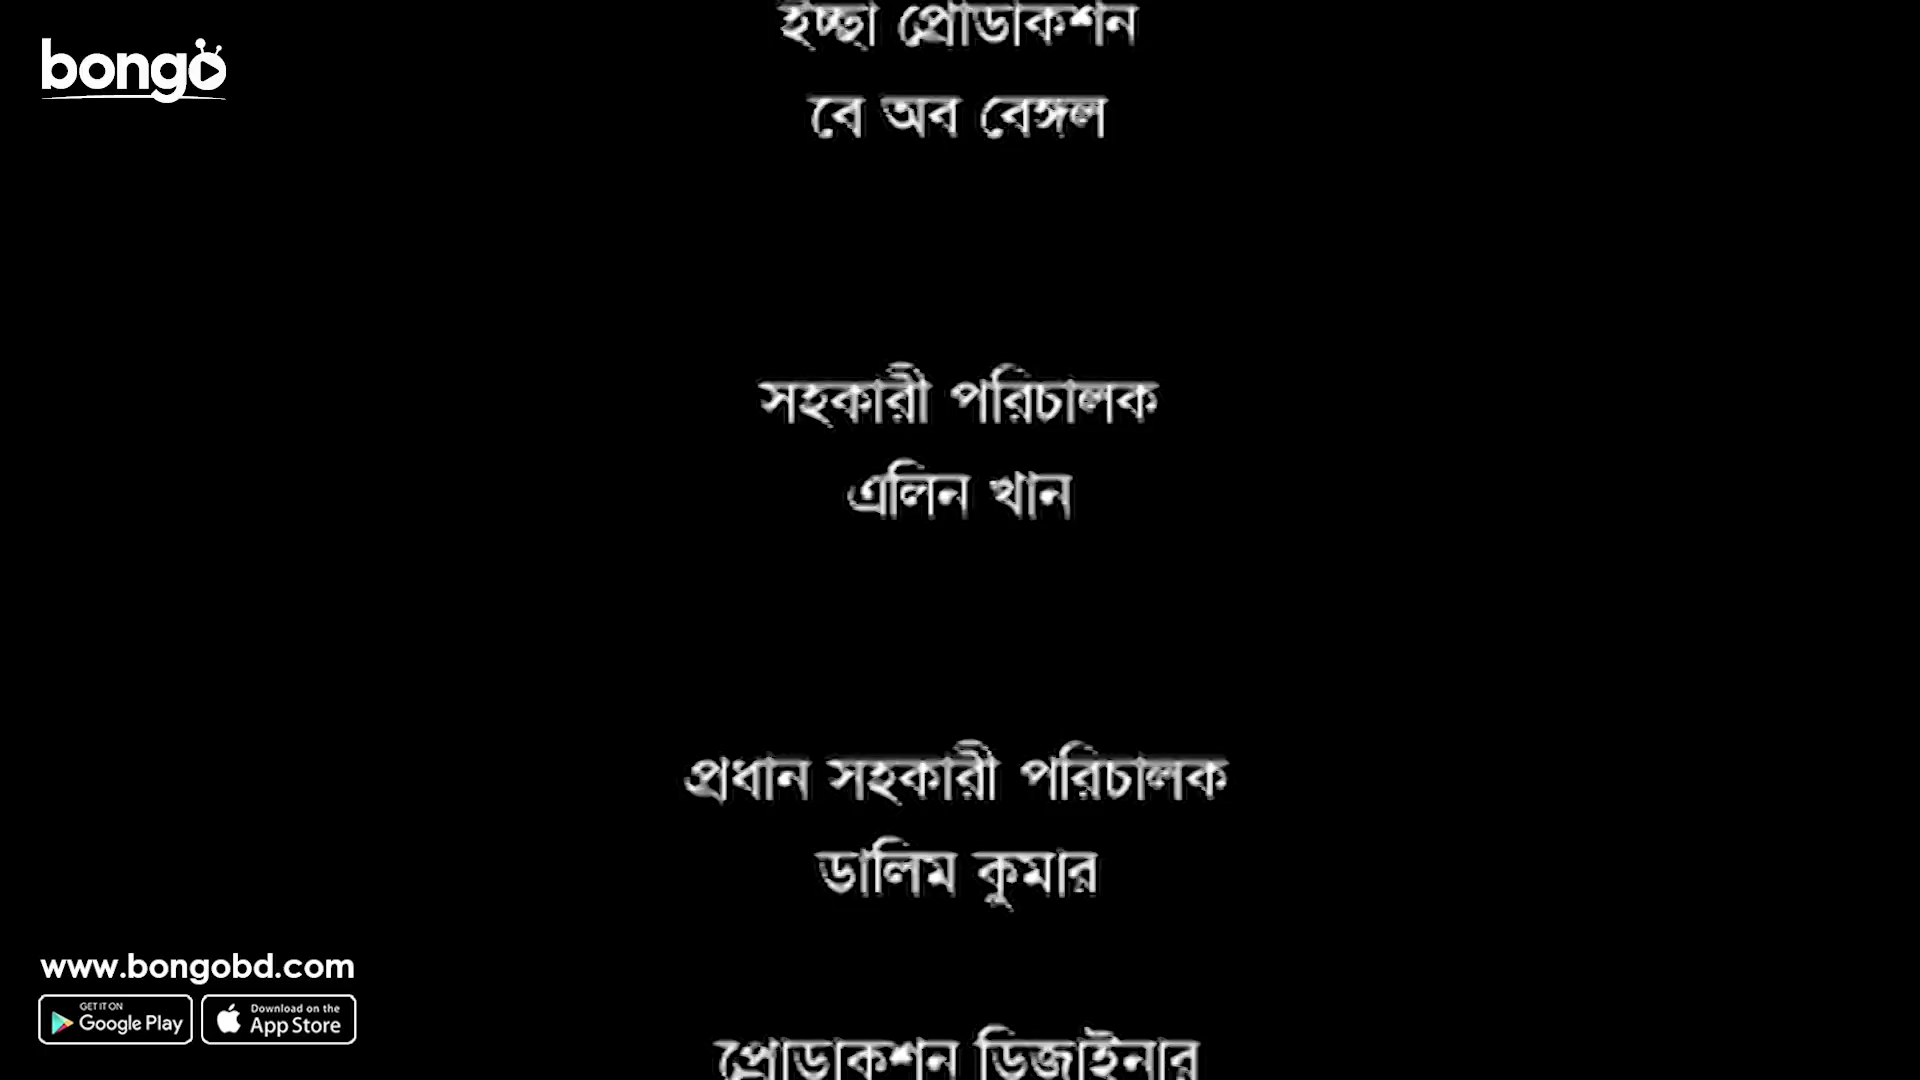 bongo
ইচ্ছা প্রোডাকশন
বে অব বেঙ্গল
সহকারী পরিচালক
এলিন খান
প্রধান সহকারী পরিচালক
ডালিম কুমার
www.bongobd.com
GET IT ON
Google Play
Download on the
App Store
প্রোডাকশন ডিজাইনার